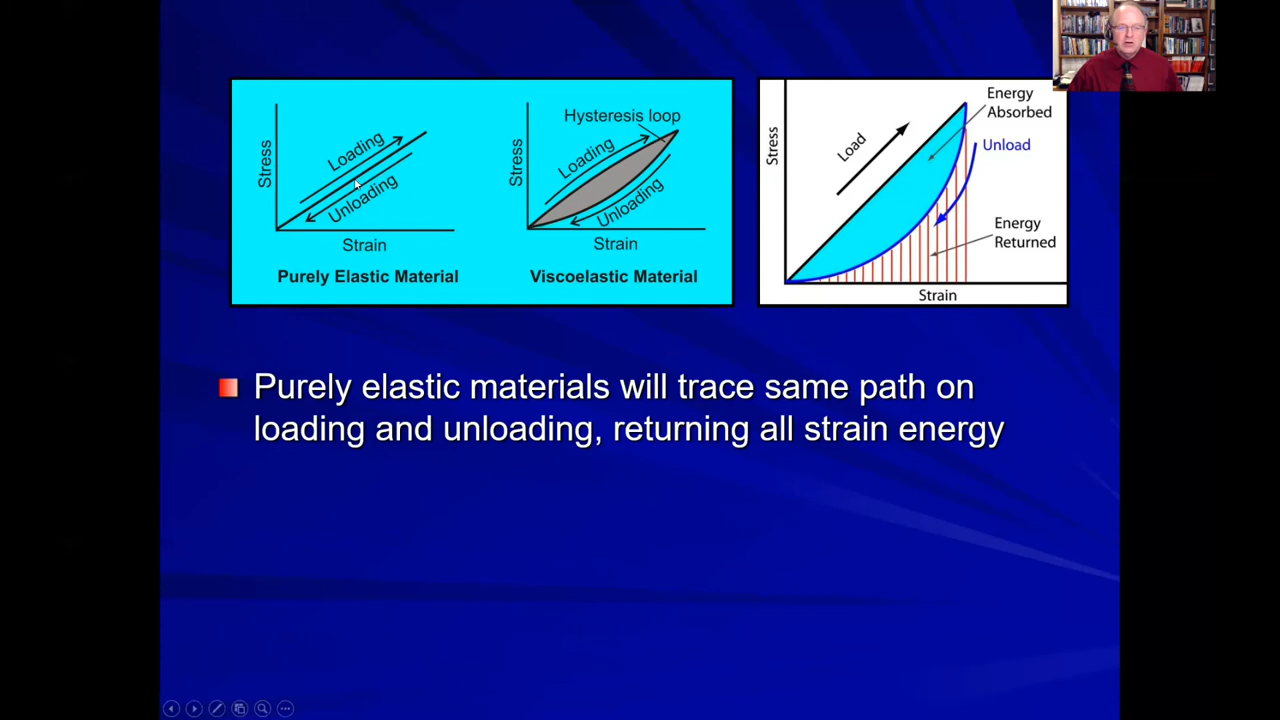 Stress
Loading
Unloading
Strain
Purely Elastic Material
Hysteresis loop
Stress
Loading
Unloading
Strain
Viscoelastic Material
Stress
Load
Energy
Absorbed
Unload
Energy
Returned
Strain
Purely elastic materials will trace same path on
loading and unloading, returning all strain energy